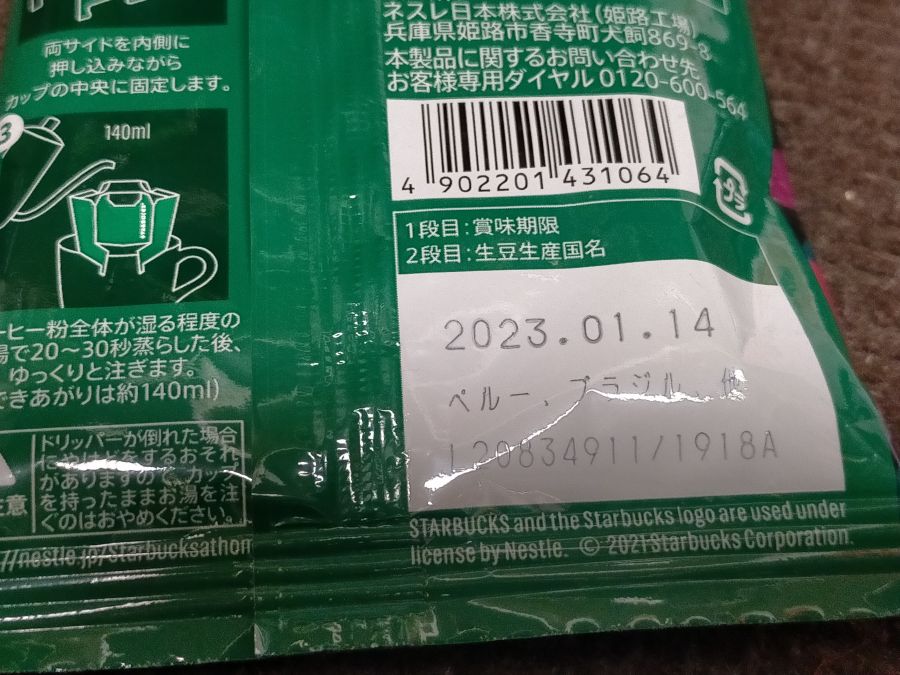 両サイドを内側に
押し込みながら
カップの中央に固定します。
3
140ml
STARBUCKS
ーヒー粉全体が湿る程度の
湯で20〜30秒蒸らした後、
ゆっくりと注ぎます。
できあがりは約140ml)
ドリッパーが倒れた場合
にやけどをするおそれ
がありますので、カップ
を持ったままお湯を注
ぐのはおやめください。
注意
//nestle.jp/Starbucksathom
ネスレ日本株式会社(姫路工場)
兵庫県姫路市香寺町犬飼869-8
本製品に関するお問い合わせ先
お客様専用ダイヤル 0120-600-564
4 902201 431064
プラ
1段目:賞味期限
2段目:生豆生産国名
2023.01.14
ペルー、ブラジル、他
L20834911/1918A
STARBUCKS and the Starbucks logo are used under
license by Nestle. © 2021 Starbucks Corporation.